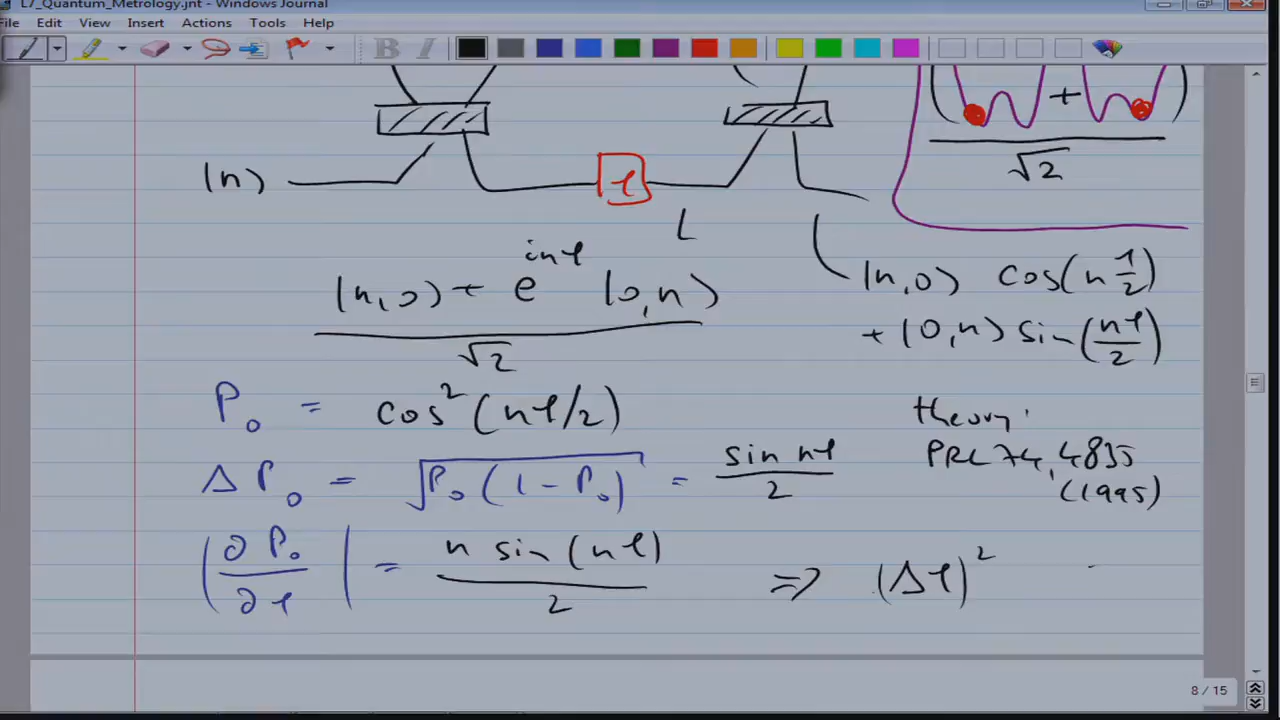 L7_Quantum_Metrology.jnt - Windows Journal
File Edit View Insert Actions Tools Help
B I
( + )
√2
|n⟩
φ
L
|n,0⟩ + e^{inφ} |0,n⟩
√2
|n,0⟩ cos(n φ/2)
+ |0,n⟩ sin(nφ/2)
P₀ = cos²(nφ/2)
theory:
PRL 74, 4835
(1995)
ΔP₀ = √P₀(1-P₀) = sin nφ / 2
|∂P₀/∂φ| = n sin(nφ) / 2 ⇒ (Δφ)²
8 / 15